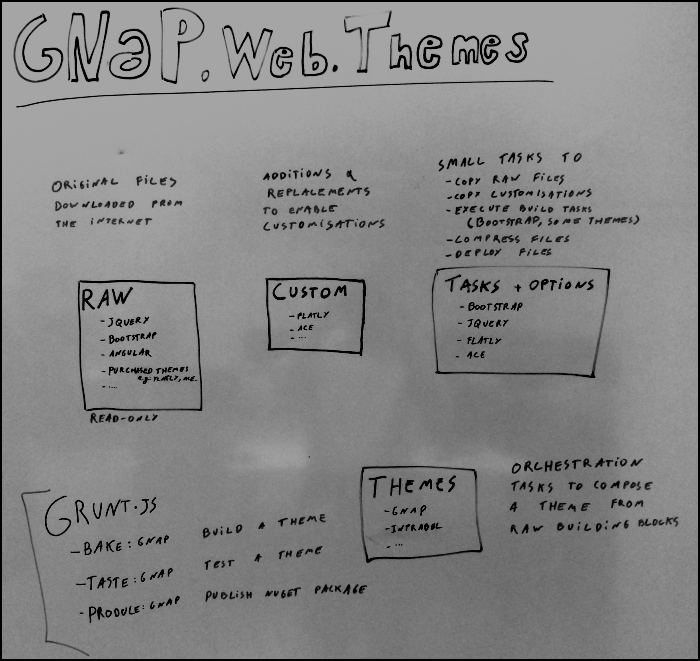 GNaP.Web.Themes
ORIGINAL FILES
DOWNLOADED FROM
THE INTERNET
ADDITIONS &
REPLACEMENTS
TO ENABLE
CUSTOMISATIONS
SMALL TASKS TO
- COPY RAW FILES
- COPY CUSTOMISATIONS
- EXECUTE BUILD TASKS
(BOOTSTRAP, SOME THEMES)
- COMPRESS FILES
- DEPLOY FILES
RAW
- JQUERY
- BOOTSTRAP
- ANGULAR
- PURCHASED THEMES
e.g. FLATLY, ACE.
- ....
READ-ONLY
CUSTOM
- FLATLY
- ACE
- ...
TASKS + OPTIONS
- BOOTSTRAP
- JQUERY
- FLATLY
- ACE
THEMES
- GNAP
- INFRABEL
- ...
ORCHESTRATION
TASKS TO COMPOSE
A THEME FROM
RAW BUILDING BLOCKS
GRUNT.JS
- BAKE:GNAP BUILD A THEME
- TASTE:GNAP TEST A THEME
- PRODUCE:GNAP PUBLISH NUGET PACKAGE